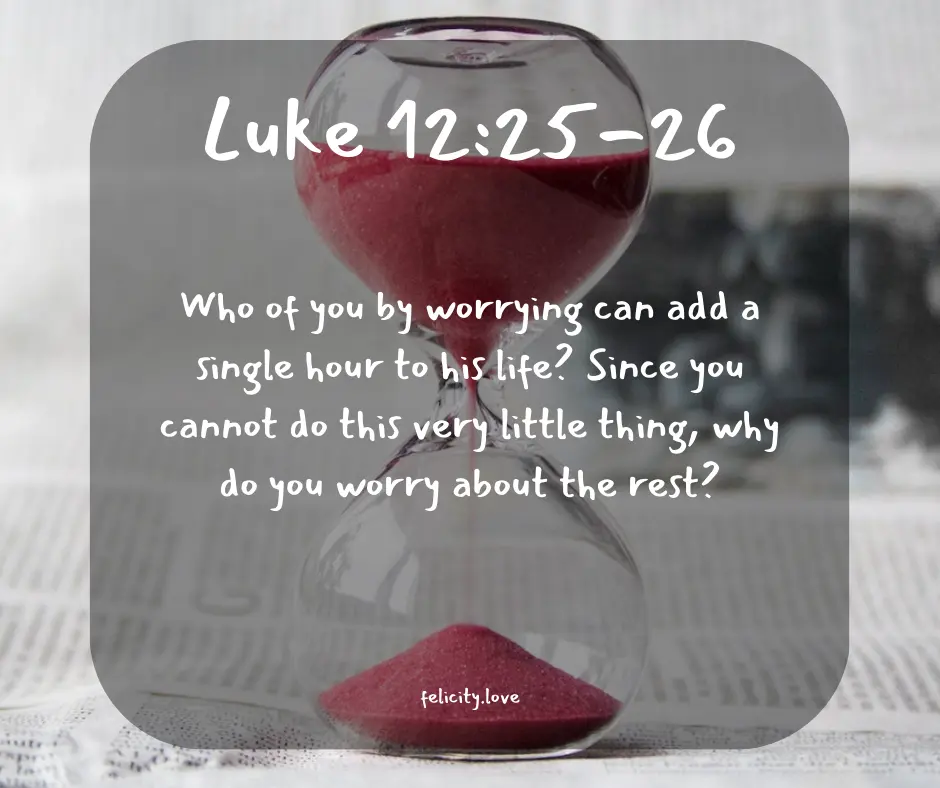 Luke 12:25-26
Who of you by worrying can add a
single hour to his life? Since you
cannot do this very little thing, why
do you worry about the rest?
felicity.love